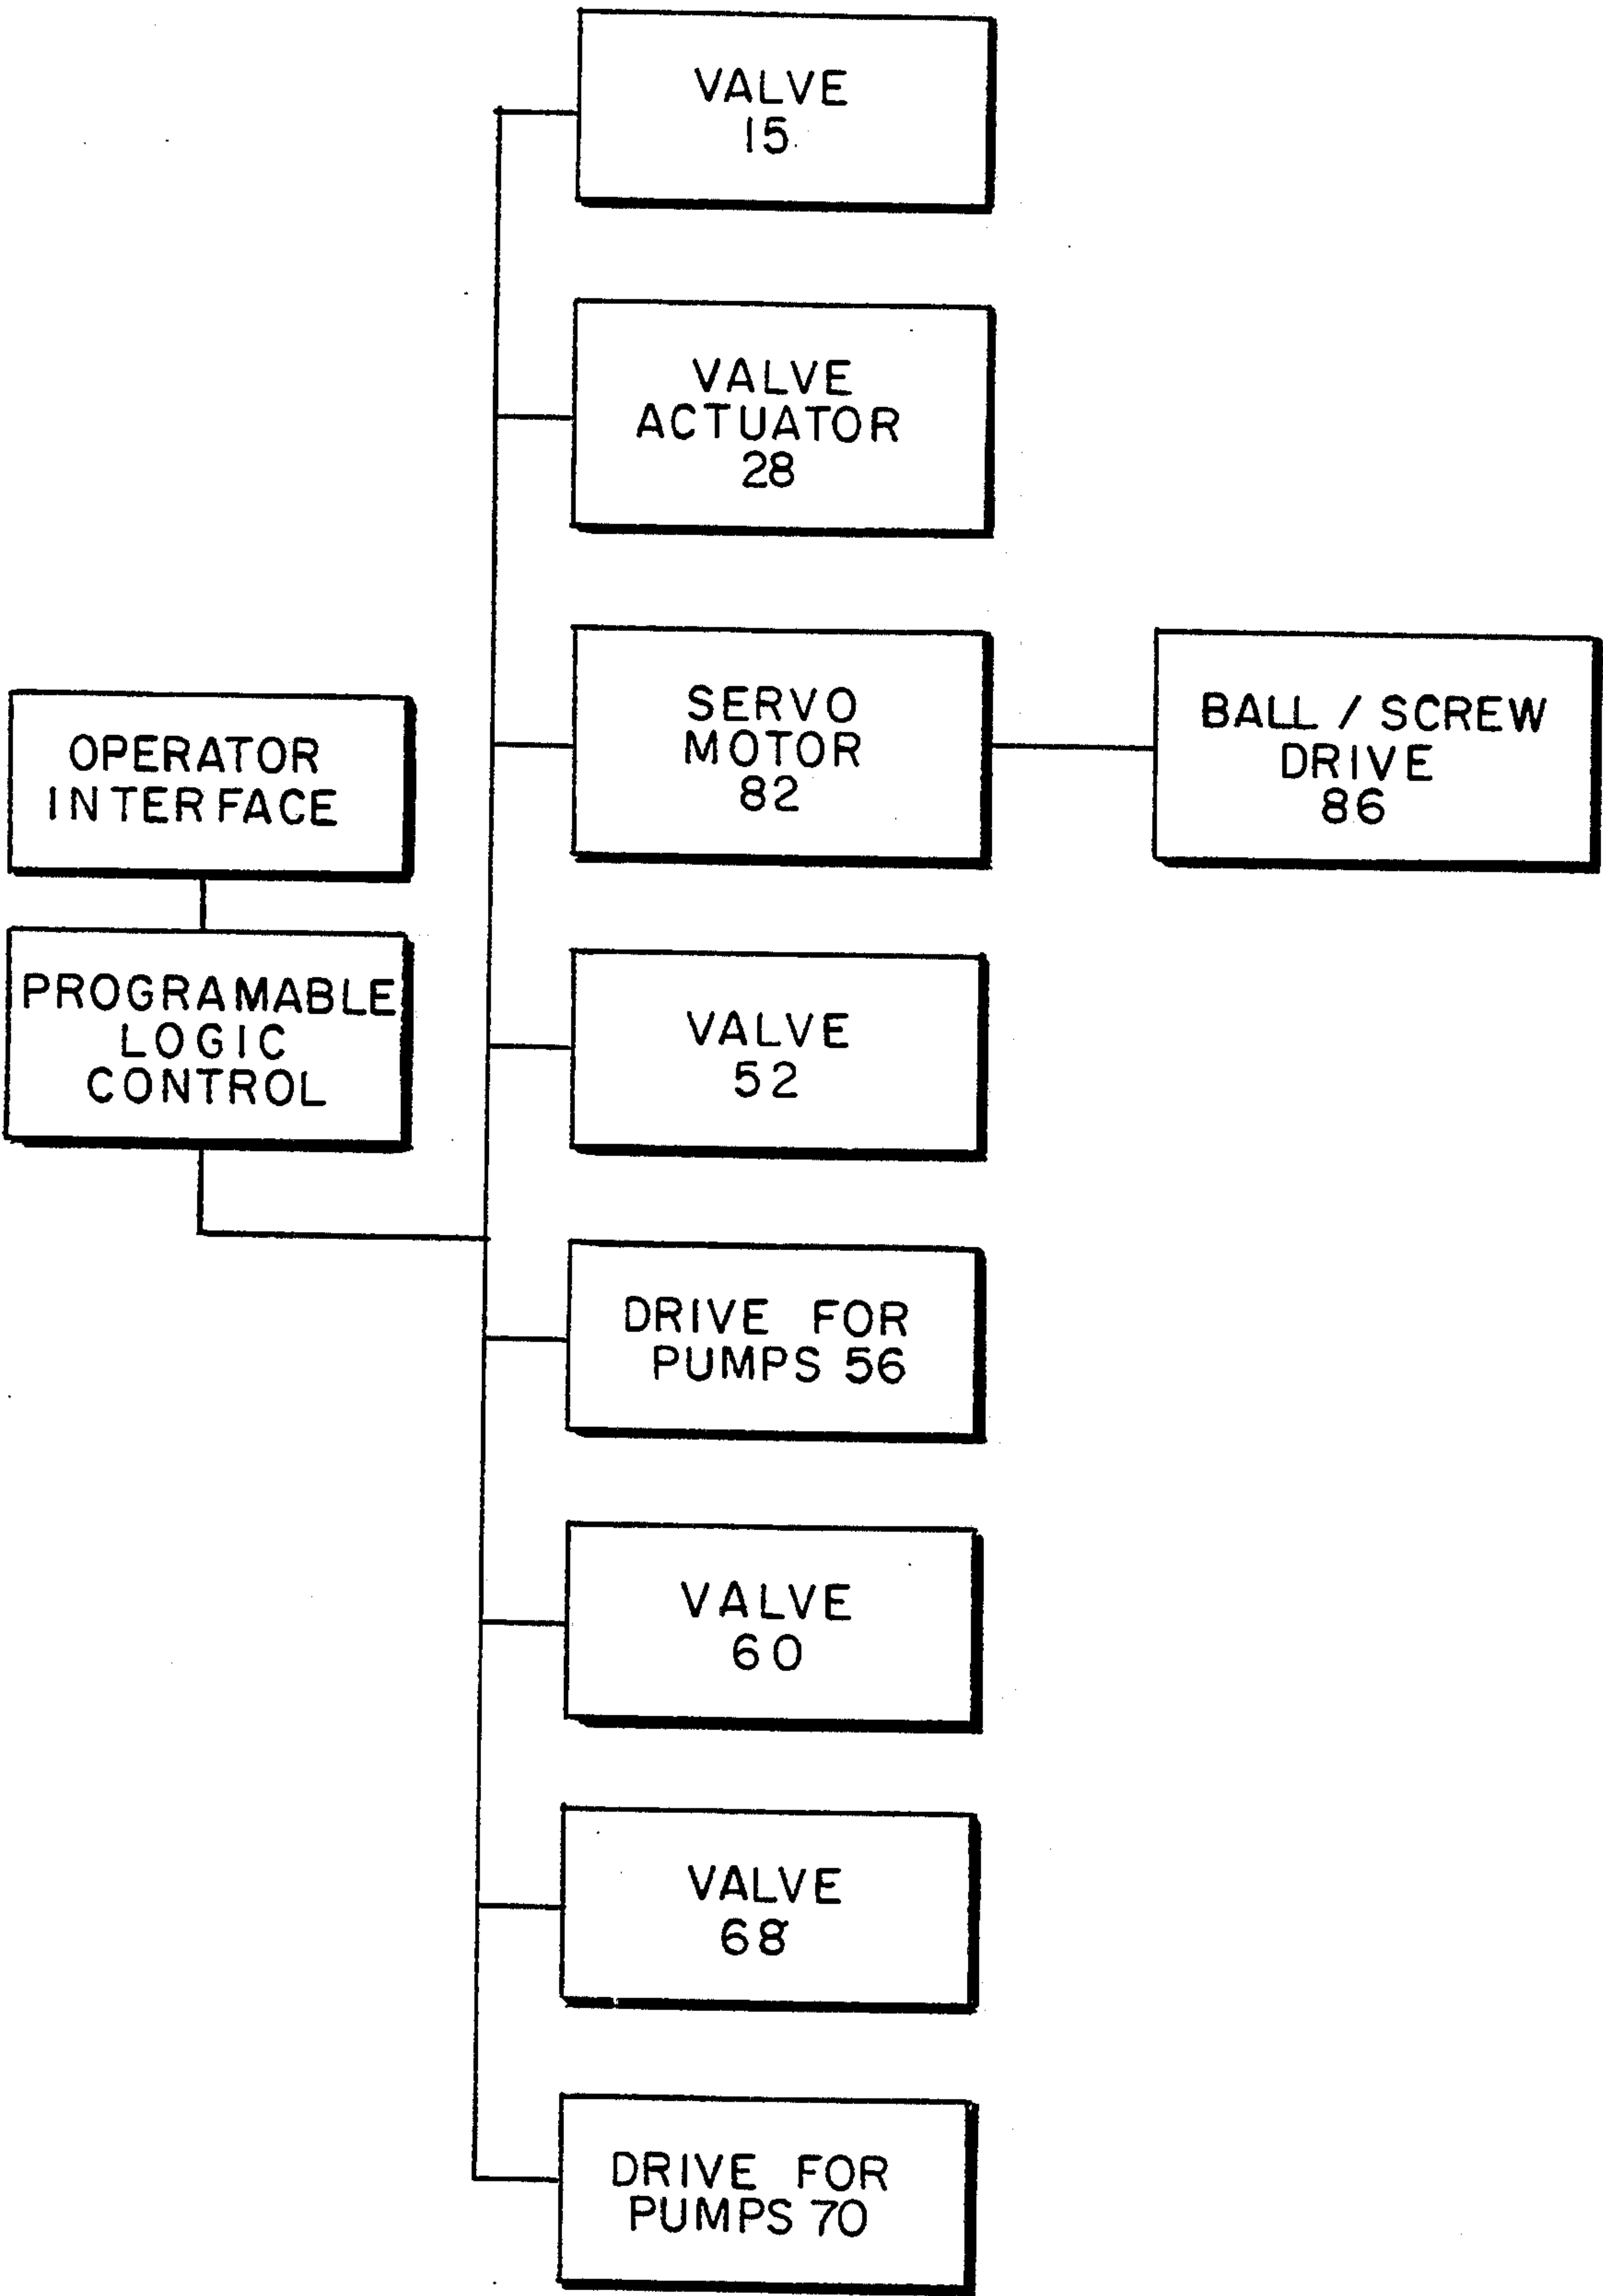 VALVE
15
VALVE
ACTUATOR
28
SERVO
MOTOR
82
BALL / SCREW
DRIVE
86
OPERATOR
INTERFACE
PROGRAMABLE
LOGIC
CONTROL
VALVE
52
DRIVE FOR
PUMPS 56
VALVE
60
VALVE
68
DRIVE FOR
PUMPS 70